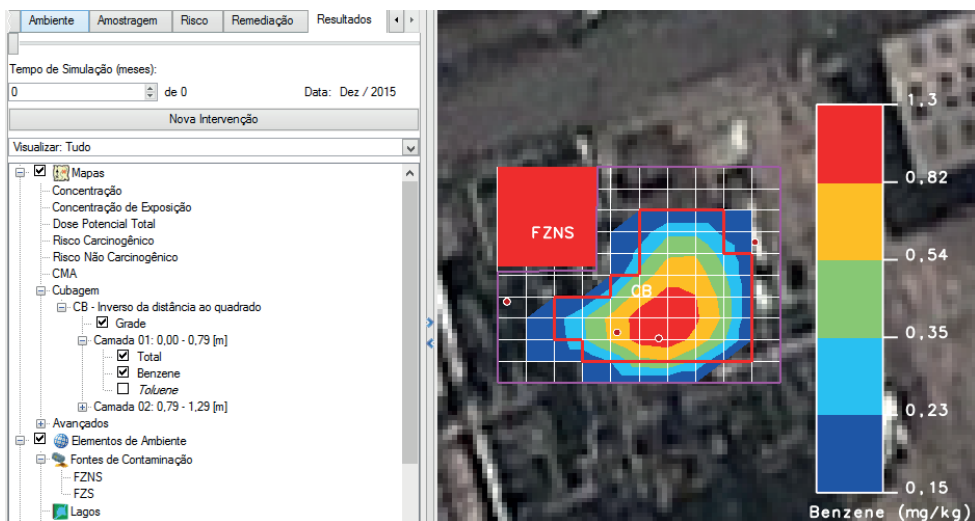 Ambiente Amostragem Risco Remediação Resultados
Tempo de Simulação (meses):
0 de 0 Data: Dez / 2015
Nova Intervenção
Visualizar: Tudo
Mapas
Concentração
Concentração de Exposição
Dose Potencial Total
Risco Carcinogênico
Risco Não Carcinogênico
CMA
Cubagem
CB - Inverso da distância ao quadrado
Grade
Camada 01: 0,00 - 0,79 [m]
Total
Benzene
Toluene
Camada 02: 0,79 - 1,29 [m]
Avançados
Elementos de Ambiente
Fontes de Contaminação
FZNS
FZS
Lagos
FZNS
CB
1,3
0,82
0,54
0,35
0,23
0,15
Benzene (mg/kg)